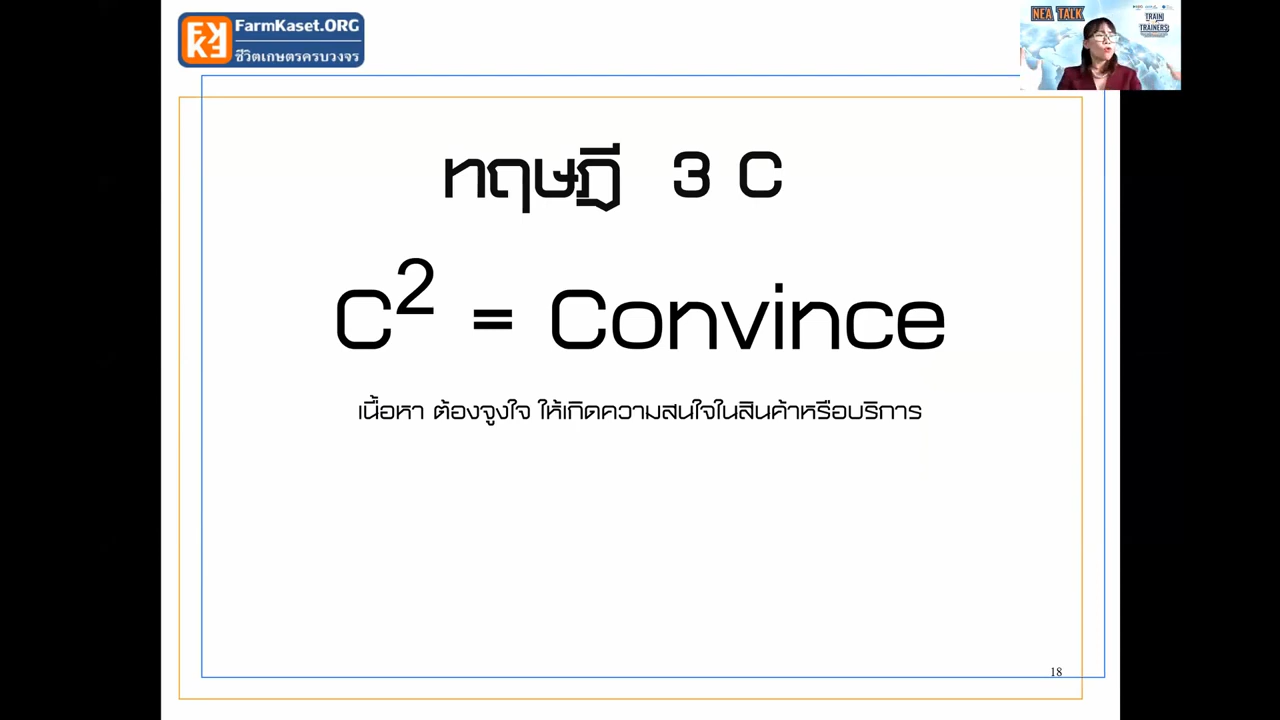 FarmKaset.ORG
ชีวิตเกษตรครบวงจร
NEA TALK
TRAIN
TRAINERS
ทฤษฎี 3 C
C² = Convince
เนื้อหา ต้องจูงใจ ให้เกิดความสนใจในสินค้าหรือบริการ
18